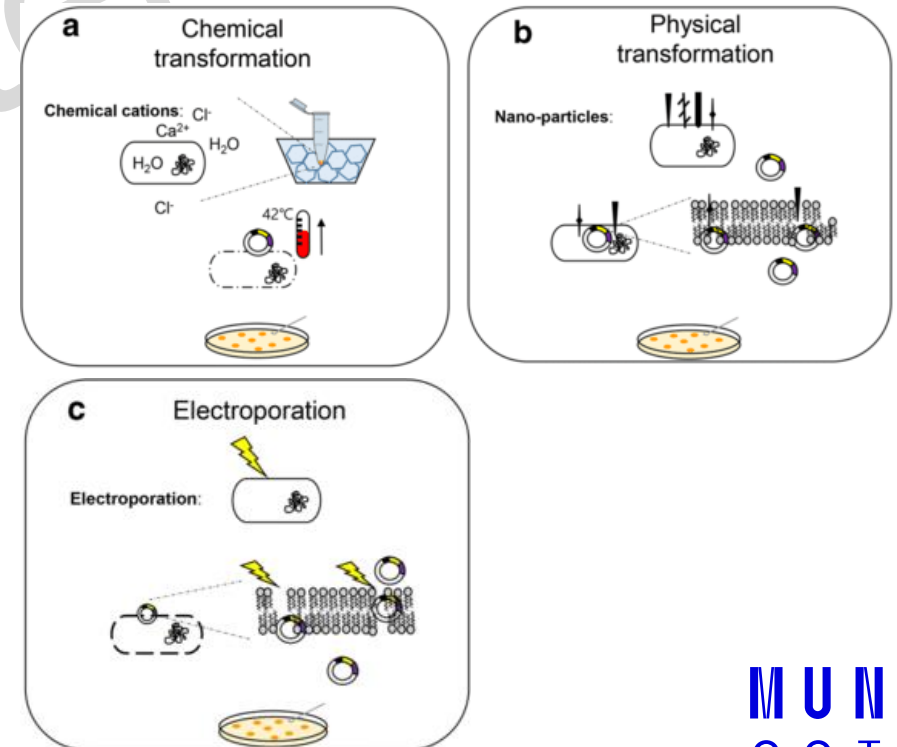 a
Chemical
transformation
Chemical cations: Cl⁻
Ca²⁺
H₂O
H₂O
Cl⁻
42°C
b
Physical
transformation
Nano-particles:
c
Electroporation
Electroporation:
MUN